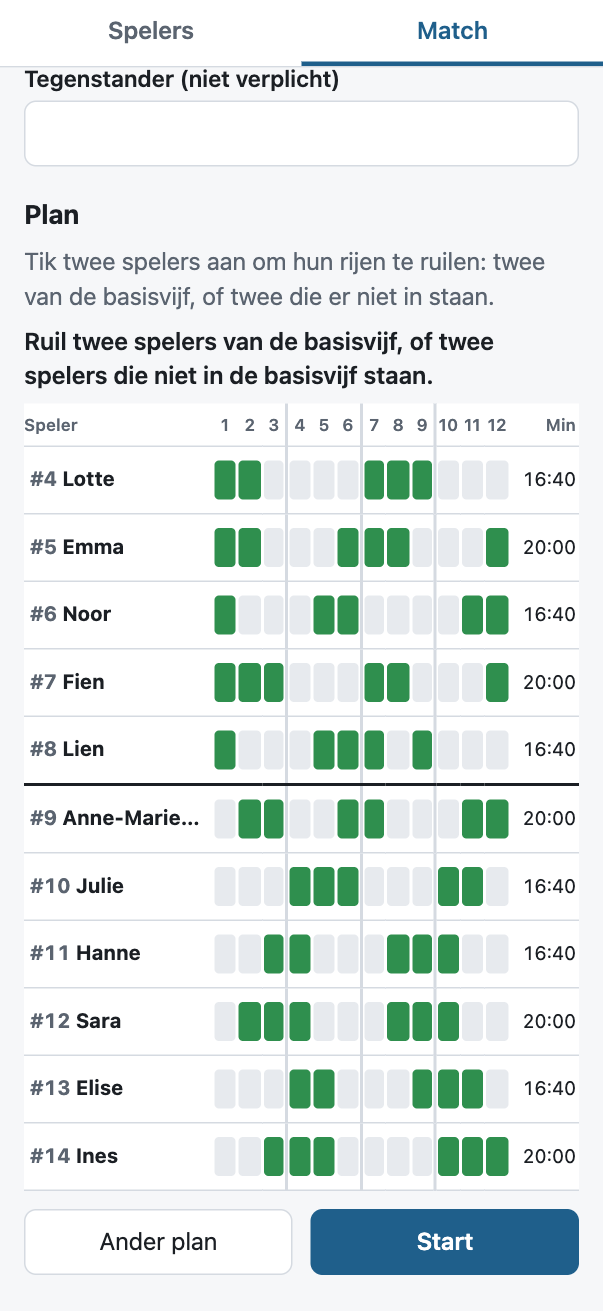 Spelers Match
Tegenstander (niet verplicht)
Plan
Tik twee spelers aan om hun rijen te ruilen: twee
van de basisvijf, of twee die er niet in staan.
Ruil twee spelers van de basisvijf, of twee
spelers die niet in de basisvijf staan.
Speler 1 2 3 4 5 6 7 8 9 10 11 12 Min
#4 Lotte 16:40
#5 Emma 20:00
#6 Noor 16:40
#7 Fien 20:00
#8 Lien 16:40
#9 Anne-Marie... 20:00
#10 Julie 16:40
#11 Hanne 16:40
#12 Sara 20:00
#13 Elise 16:40
#14 Ines 20:00
Ander plan Start